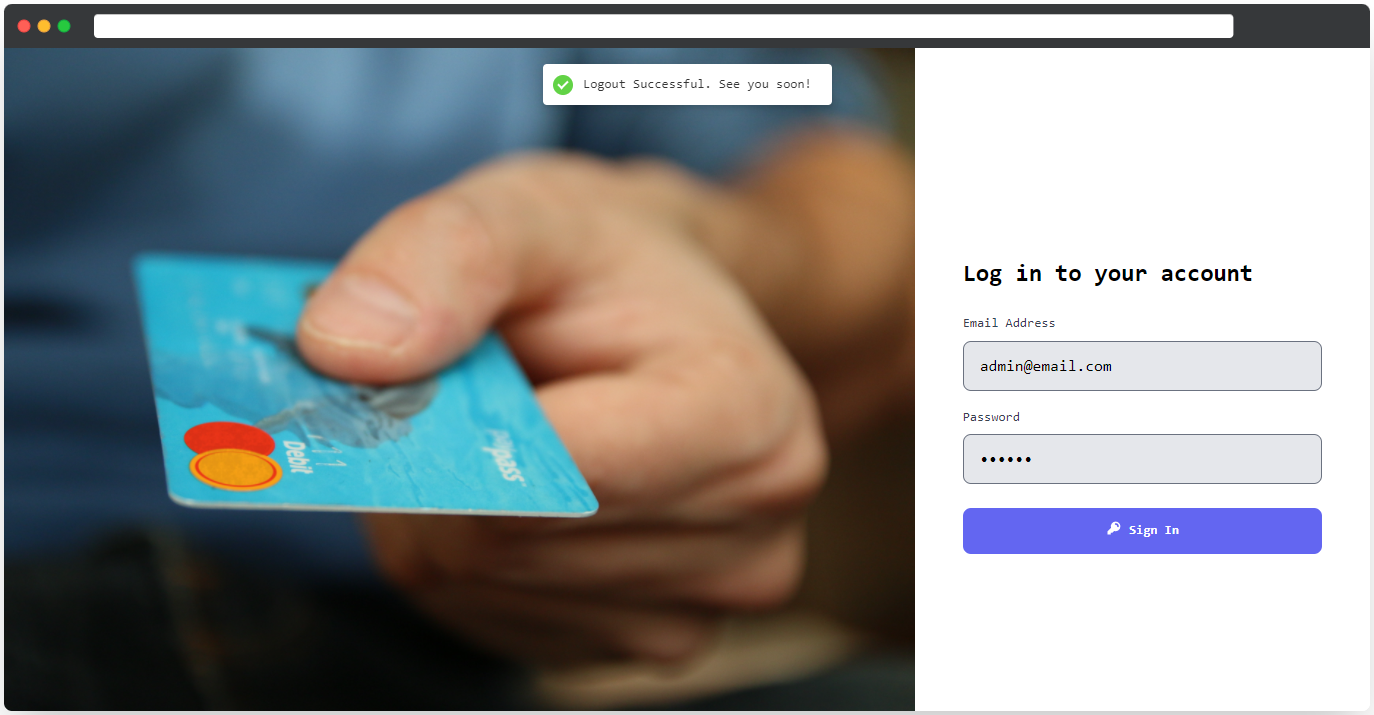 Logout Successful. See you soon!
Debit
Log in to your account
Email Address
admin@email.com
Password
••••••
Sign In